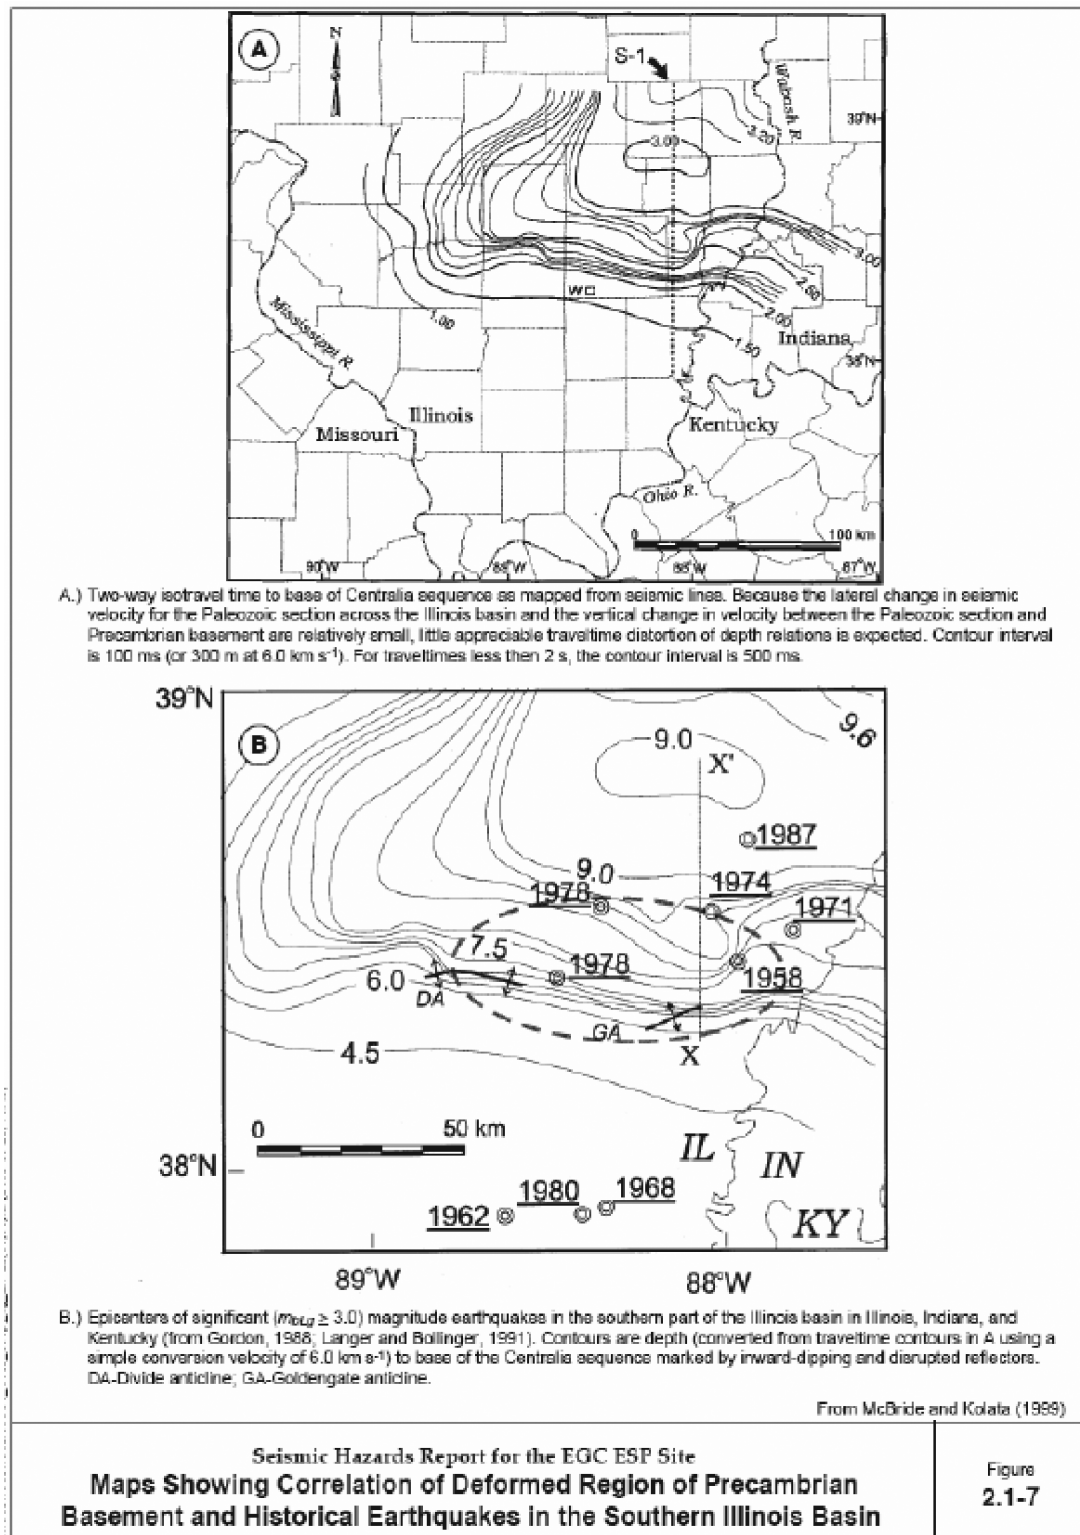 A
N
S-1
Wabash R.
39°N
3.20
3.00
3.00
2.50
WC
2.00
1.00
Mississippi R.
1.50
Indiana
38°N
Illinois
Missouri
Kentucky
Ohio R.
0 100 km
90°W 89°W 88°W 87°W
A.) Two-way isotravel time to base of Centralia sequence as mapped from seismic lines. Because the lateral change in seismic
velocity for the Paleozoic section across the Illinois basin and the vertical change in velocity between the Paleozoic section and
Precambrian basement are relatively small, little appreciable traveltime distortion of depth relations is expected. Contour interval
is 100 ms (or 300 m at 6.0 km s-1). For traveltimes less then 2 s, the contour interval is 500 ms.
39°N
B
9.6
9.0
X'
1987
9.0
1974
1978
1971
7.5
1978
6.0
1958
DA
GA
X
4.5
0 50 km
IL
IN
38°N
1980 1968
1962
KY
89°W 88°W
B.) Epicenters of significant (mbLg ≥ 3.0) magnitude earthquakes in the southern part of the Illinois basin in Illinois, Indiana, and
Kentucky (from Gordon, 1988; Langer and Bollinger, 1991). Contours are depth (converted from traveltime contours in A using a
simple conversion velocity of 6.0 km s-1) to base of the Centralia sequence marked by inward-dipping and disrupted reflectors.
DA-Divide anticline; GA-Goldengate anticline.
From McBride and Kolata (1999)
Seismic Hazards Report for the EGC ESP Site
Maps Showing Correlation of Deformed Region of Precambrian
Basement and Historical Earthquakes in the Southern Illinois Basin
Figure
2.1-7